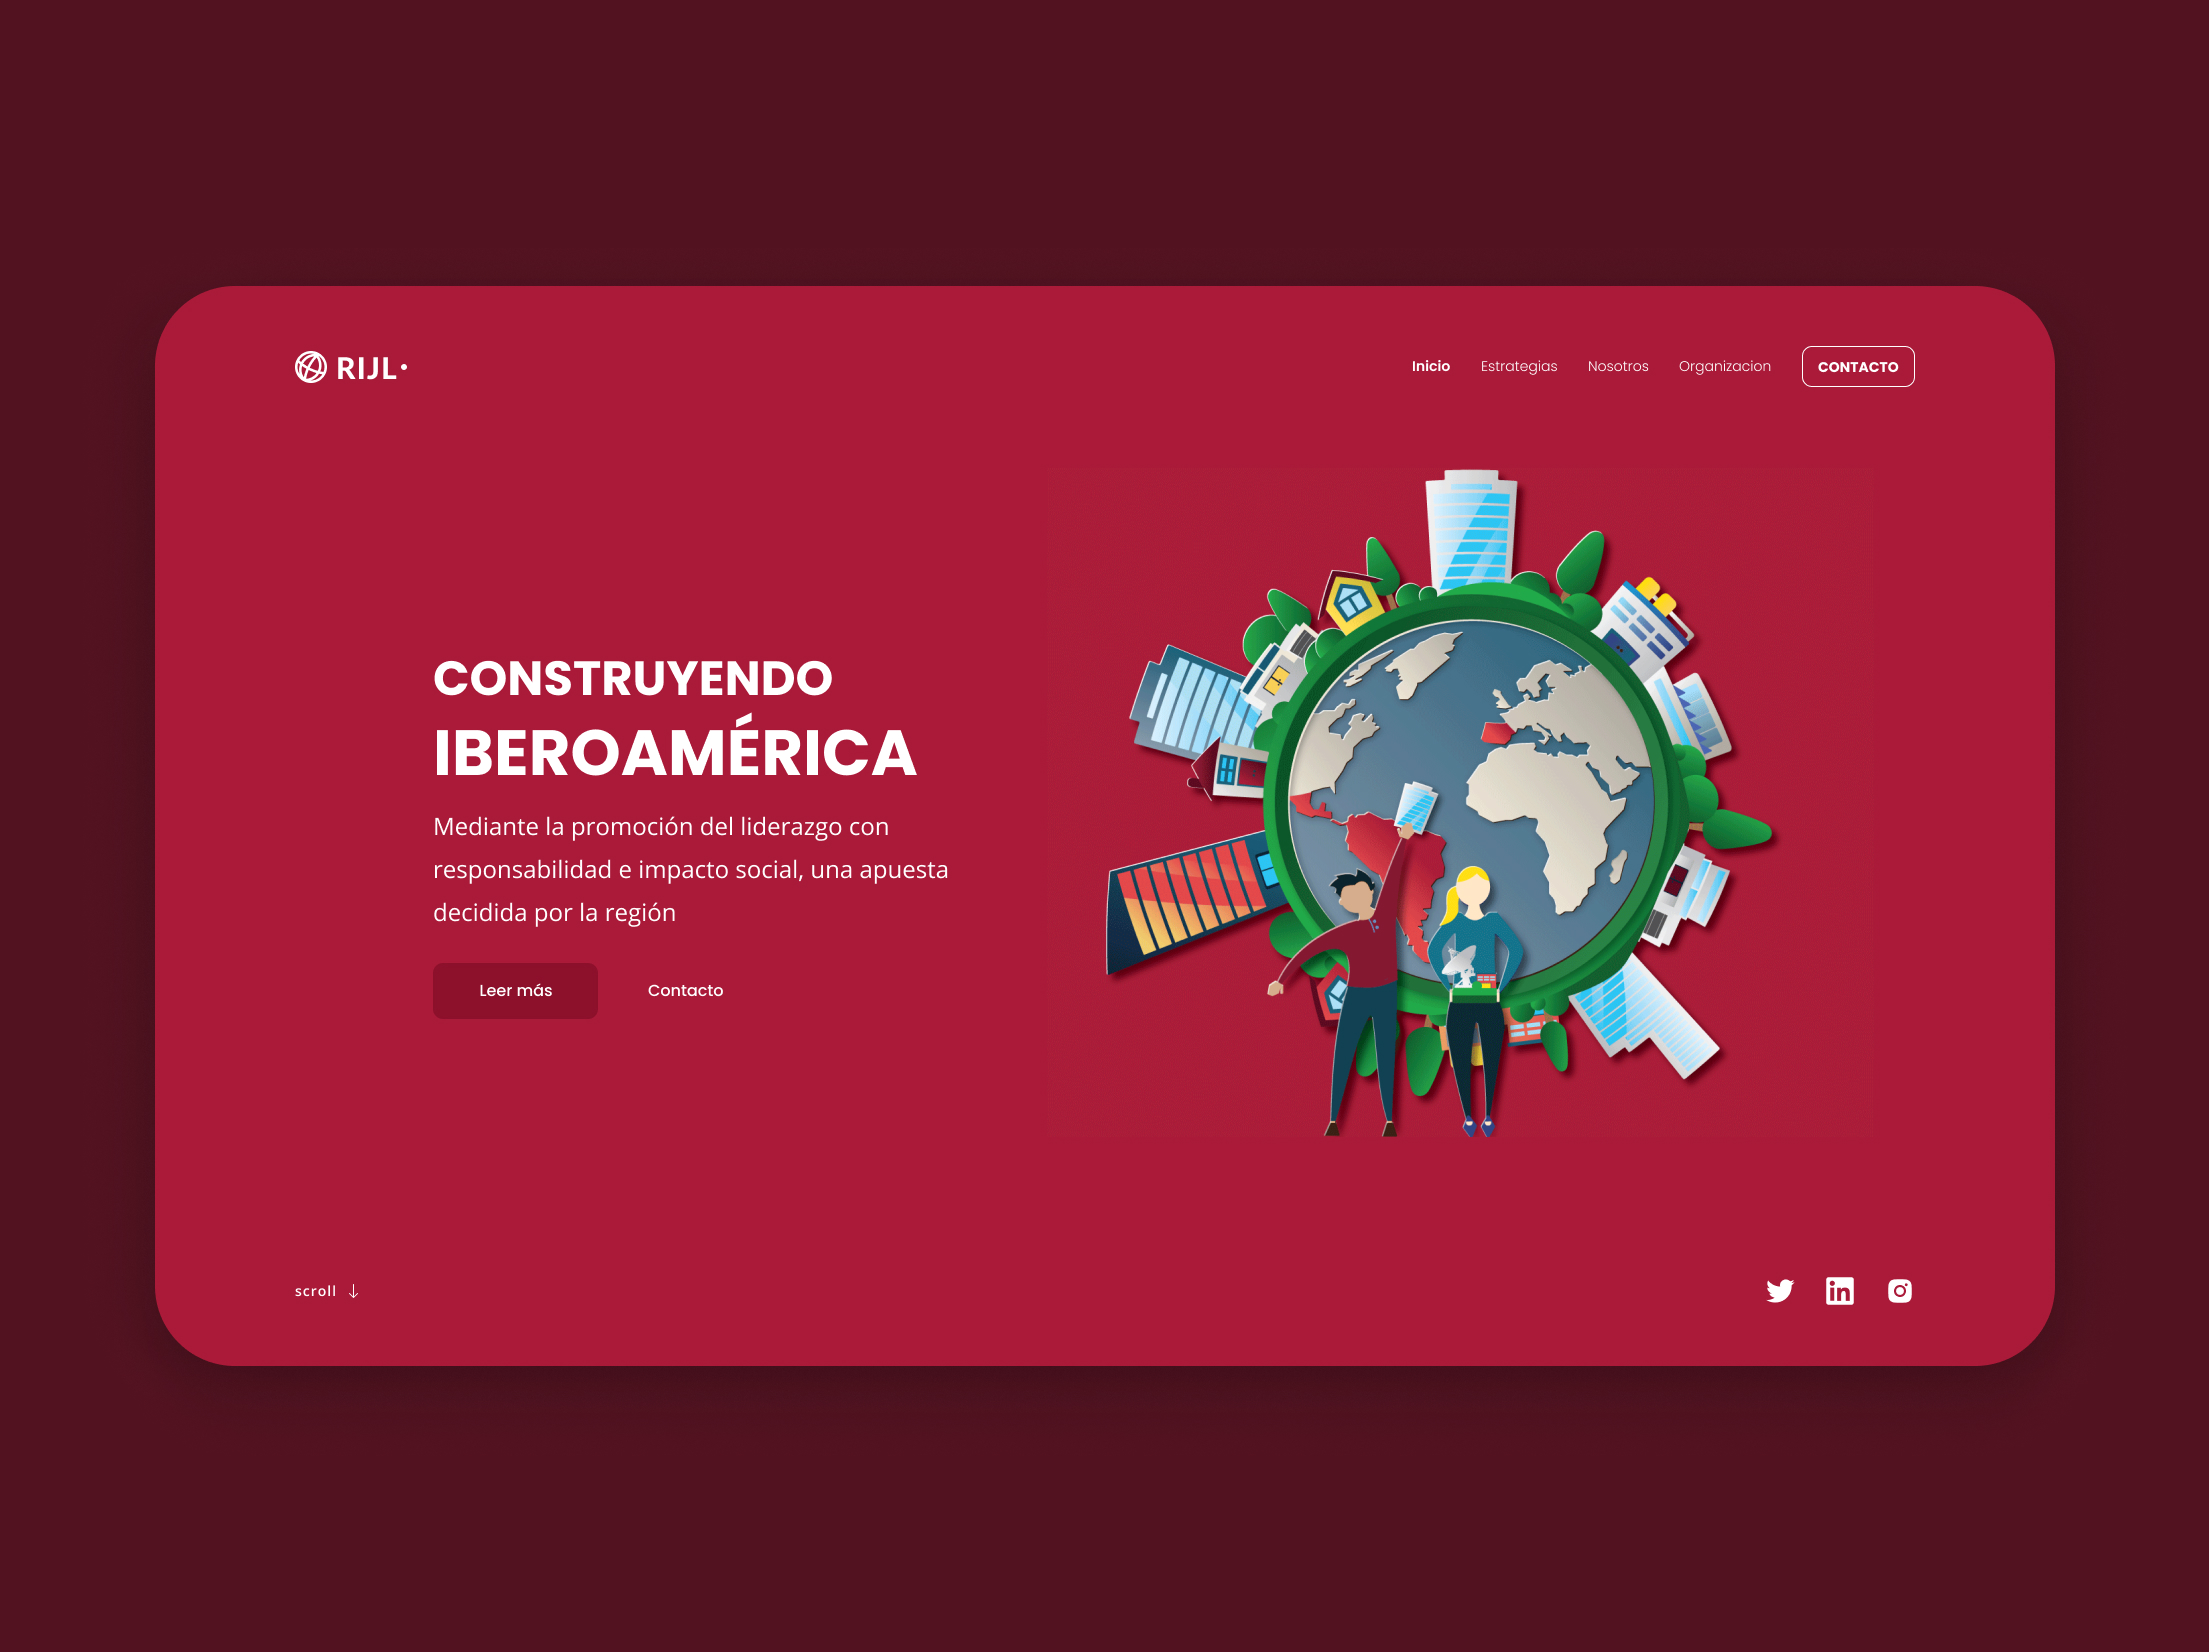 RIJL
Inicio Estrategias Nosotros Organizacion CONTACTO
CONSTRUYENDO
IBEROAMÉRICA
Mediante la promoción del liderazgo con
responsabilidad e impacto social, una apuesta
decidida por la región
Leer más Contacto
scroll
in